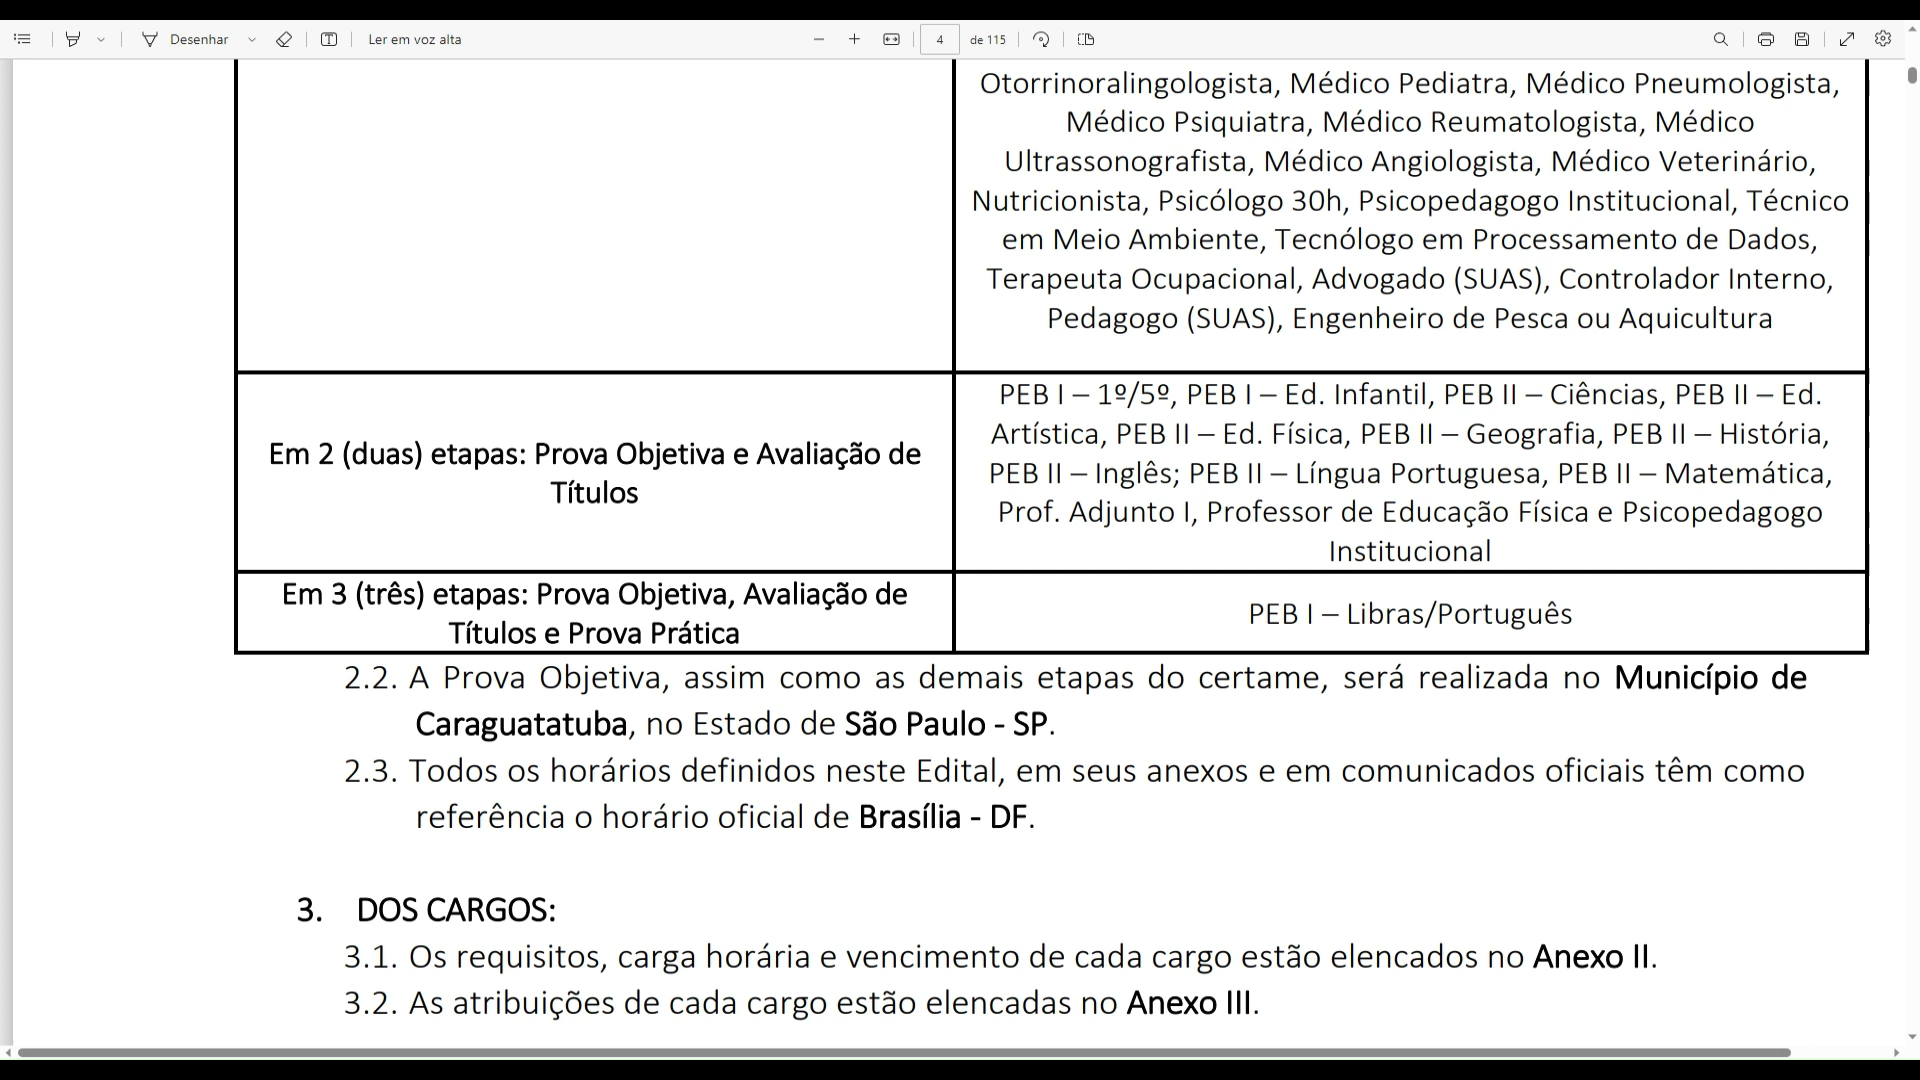 Desenhar
Ler em voz alta
4
de 115
Otorrinoralingologista, Médico Pediatra, Médico Pneumologista,
Médico Psiquiatra, Médico Reumatologista, Médico
Ultrassonografista, Médico Angiologista, Médico Veterinário,
Nutricionista, Psicólogo 30h, Psicopedagogo Institucional, Técnico
em Meio Ambiente, Tecnólogo em Processamento de Dados,
Terapeuta Ocupacional, Advogado (SUAS), Controlador Interno,
Pedagogo (SUAS), Engenheiro de Pesca ou Aquicultura
Em 2 (duas) etapas: Prova Objetiva e Avaliação de
Títulos
PEB I – 1º/5º, PEB I – Ed. Infantil, PEB II – Ciências, PEB II – Ed.
Artística, PEB II – Ed. Física, PEB II – Geografia, PEB II – História,
PEB II – Inglês; PEB II – Língua Portuguesa, PEB II – Matemática,
Prof. Adjunto I, Professor de Educação Física e Psicopedagogo
Institucional
Em 3 (três) etapas: Prova Objetiva, Avaliação de
Títulos e Prova Prática
PEB I – Libras/Português
2.2. A Prova Objetiva, assim como as demais etapas do certame, será realizada no Município de
Caraguatatuba, no Estado de São Paulo - SP.
2.3. Todos os horários definidos neste Edital, em seus anexos e em comunicados oficiais têm como
referência o horário oficial de Brasília - DF.
3. DOS CARGOS:
3.1. Os requisitos, carga horária e vencimento de cada cargo estão elencados no Anexo II.
3.2. As atribuições de cada cargo estão elencadas no Anexo III.